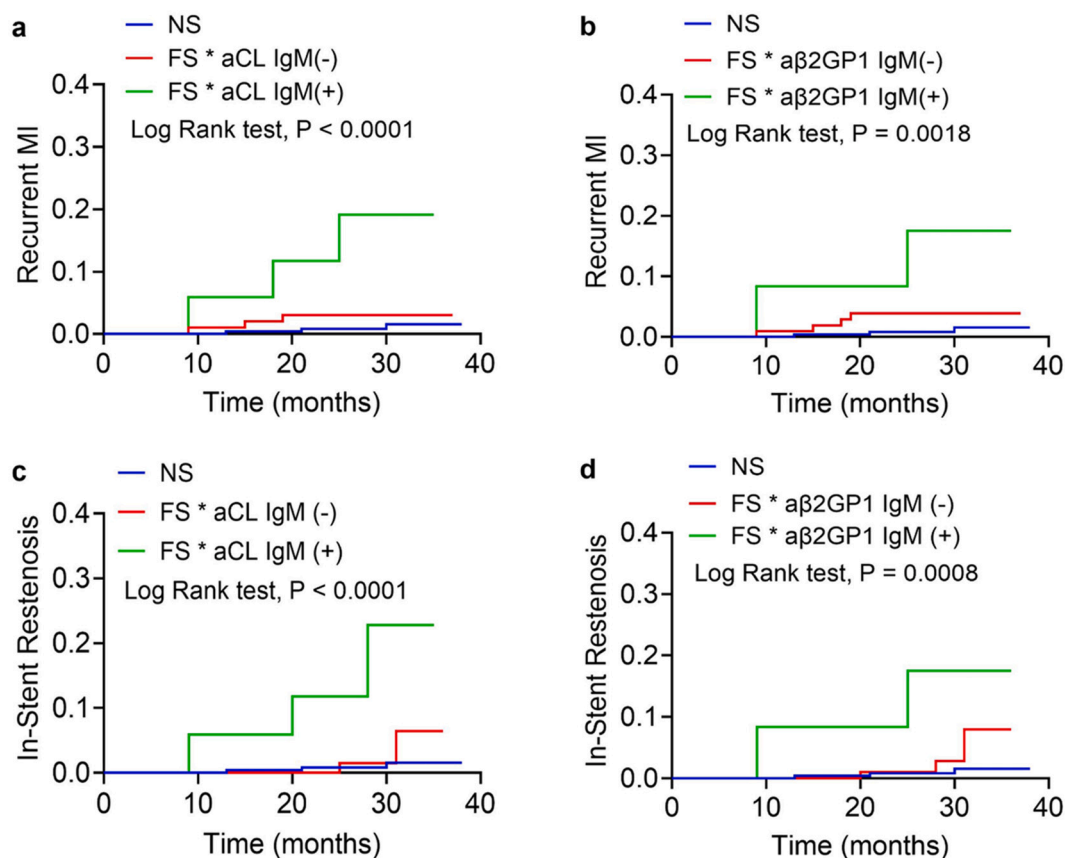 a
NS
FS * aCL IgM(-)
FS * aCL IgM(+)
Log Rank test, P < 0.0001
Recurrent MI
0.4
0.3
0.2
0.1
0.0
0 10 20 30 40
Time (months)
b
NS
FS * aβ2GP1 IgM(-)
FS * aβ2GP1 IgM(+)
Log Rank test, P = 0.0018
Recurrent MI
0.4
0.3
0.2
0.1
0.0
0 10 20 30 40
Time (months)
c
NS
FS * aCL IgM (-)
FS * aCL IgM (+)
Log Rank test, P < 0.0001
In-Stent Restenosis
0.4
0.3
0.2
0.1
0.0
0 10 20 30 40
Time (months)
d
NS
FS * aβ2GP1 IgM (-)
FS * aβ2GP1 IgM (+)
Log Rank test, P = 0.0008
In-Stent Restenosis
0.4
0.3
0.2
0.1
0.0
0 10 20 30 40
Time (months)